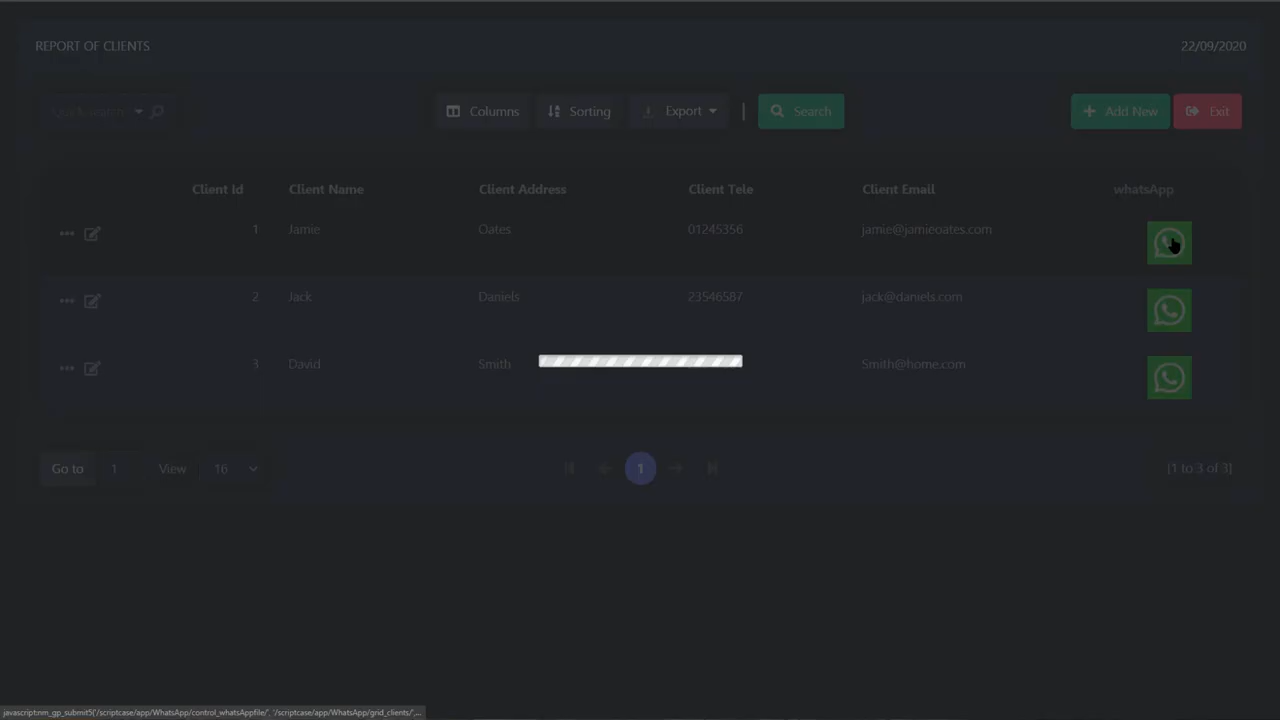 REPORT OF CLIENTS 22/09/2020
Quick search Columns Sorting Export | Search Add New Exit
Client Id Client Name Client Address Client Tele Client Email whatsApp
1 Jamie Oates 01245356 jamie@jamieoates.com
2 Jack Daniels 23546587 jack@daniels.com
3 David Smith Smith@home.com
Go to 1 View 16 1 [1 to 3 of 3]
javascript:nm_gp_submit5('/scriptcase/app/WhatsApp/control_whatsAppfile/', '/scriptcase/app/WhatsApp/grid_clients/',...